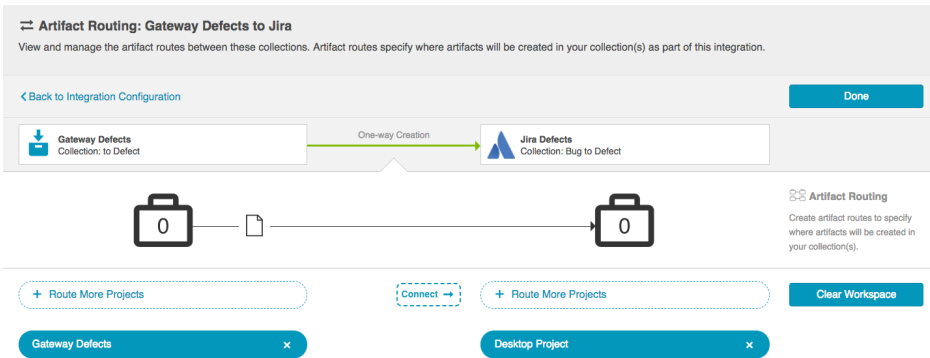 Artifact Routing: Gateway Defects to Jira
View and manage the artifact routes between these collections. Artifact routes specify where artifacts will be created in your collection(s) as part of this integration.
Back to Integration Configuration
Done
Gateway Defects
Collection: to Defect
One-way Creation
Jira Defects
Collection: Bug to Defect
0
0
Artifact Routing
Create artifact routes to specify
where artifacts will be created in
your collection(s).
+ Route More Projects
Connect →
+ Route More Projects
Clear Workspace
Gateway Defects ×
Desktop Project ×